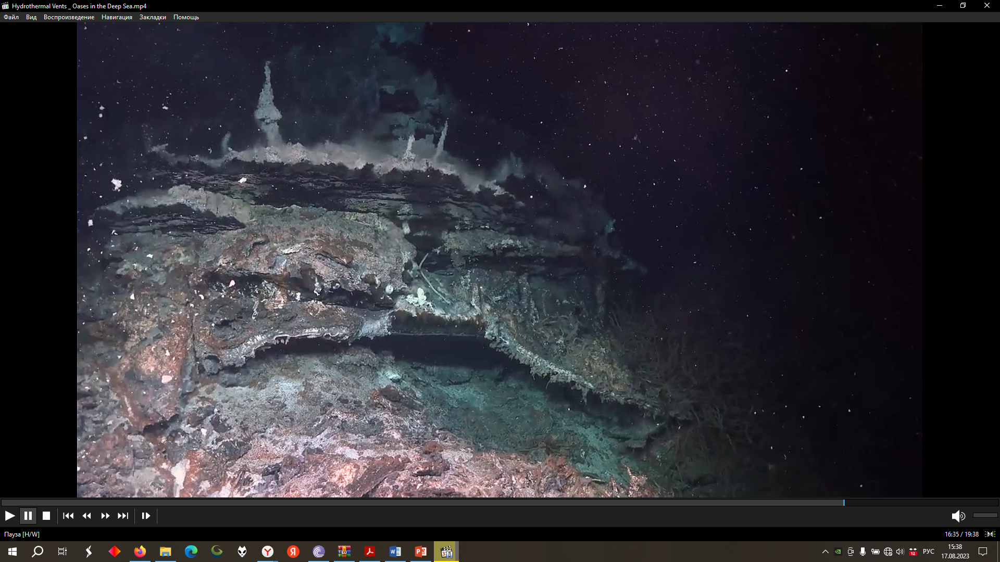 Hydrothermal Vents _ Oases in the Deep Sea.mp4
Файл Вид Воспроизведение Навигация Закладки Помощь
Пауза [H/W]
16:35 / 19:38
РУС
15:38
17.08.2023
12